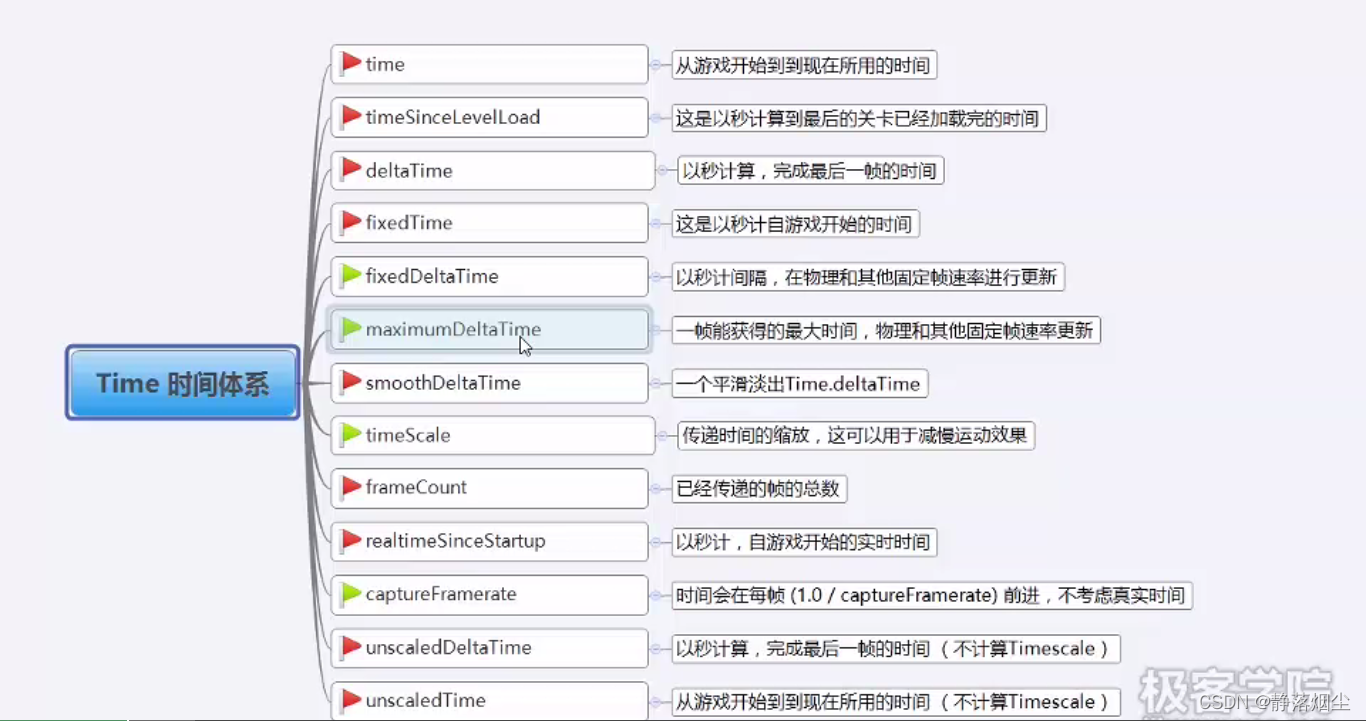 time 从游戏开始到到现在所用的时间
timeSinceLevelLoad 这是以秒计算到最后的关卡已经加载完的时间
deltaTime 以秒计算，完成最后一帧的时间
fixedTime 这是以秒计自游戏开始的时间
fixedDeltaTime 以秒计间隔，在物理和其他固定帧速率进行更新
maximumDeltaTime 一帧能获得的最大时间，物理和其他固定帧速率更新
Time 时间体系
smoothDeltaTime 一个平滑淡出Time.deltaTime
timeScale 传递时间的缩放，这可以用于减慢运动效果
frameCount 已经传递的帧的总数
realtimeSinceStartup 以秒计，自游戏开始的实时时间
captureFramerate 时间会在每帧 (1.0 / captureFramerate) 前进，不考虑真实时间
unscaledDeltaTime 以秒计算，完成最后一帧的时间（不计算Timescale）
unscaledTime 从游戏开始到到现在所用的时间（不计算Timescale）
极客学院
CSDN @静落烟尘